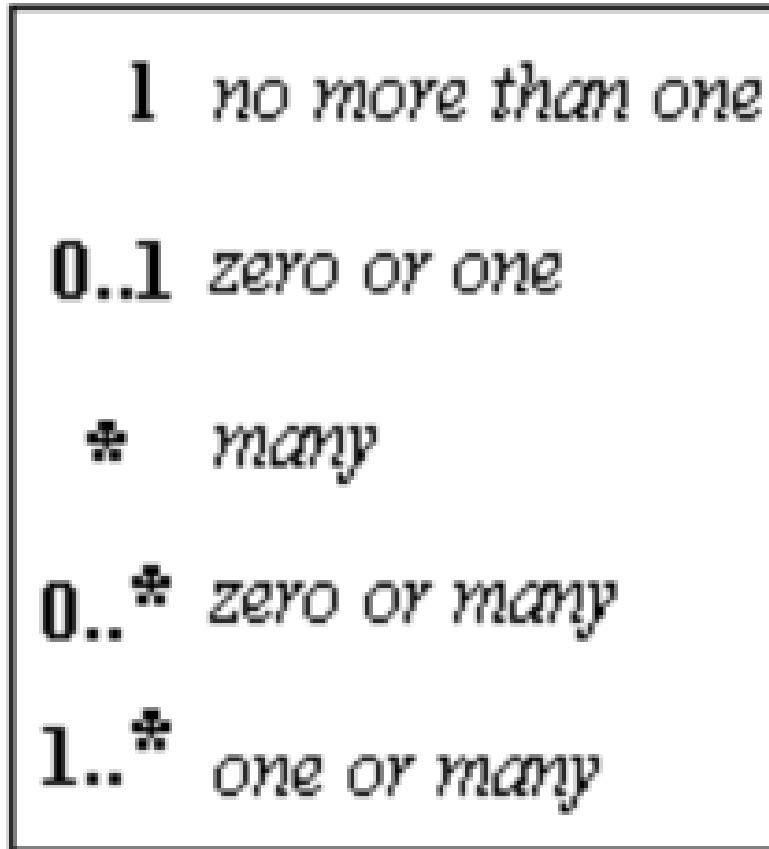 1 no more than one
0..1 zero or one
* many
0..* zero or many
1..* one or many